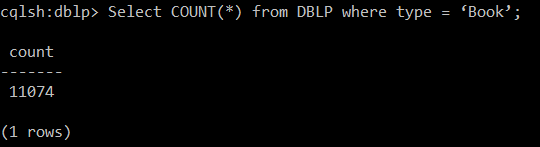 cqlsh:dblp> Select COUNT(*) from DBLP where type = ‘Book’;
count
-------
11074
(1 rows)